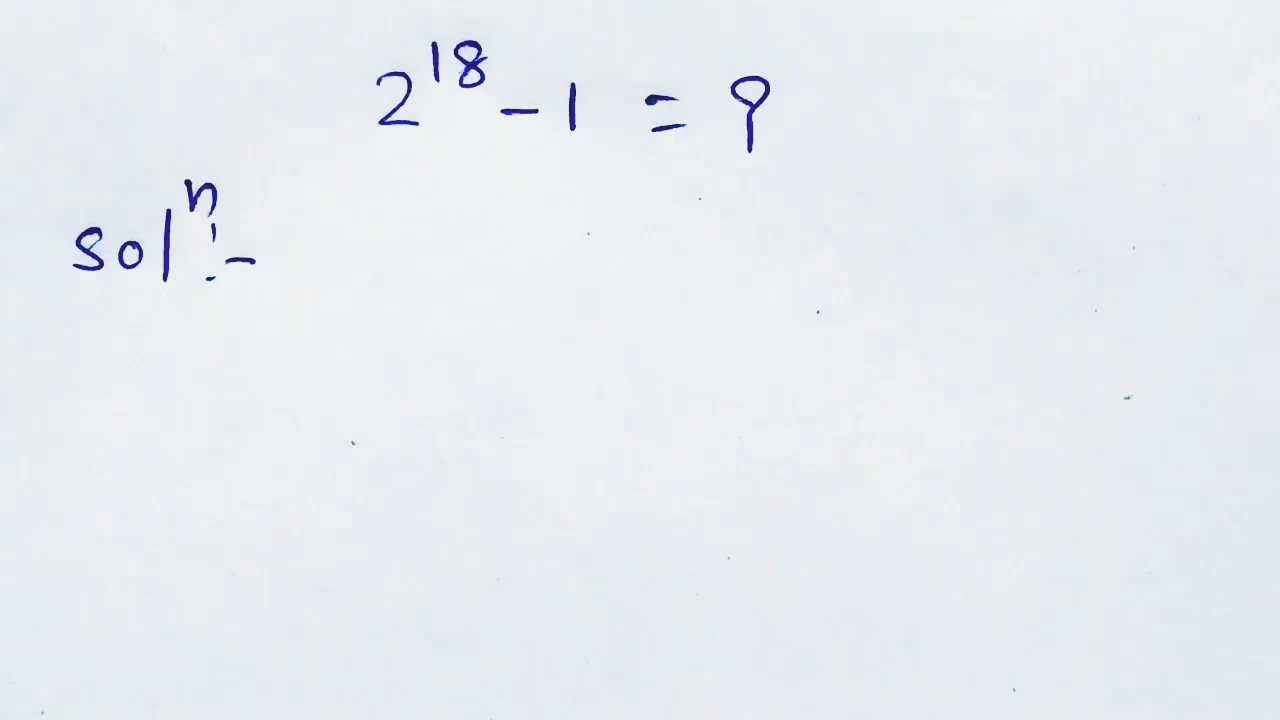 2¹⁸ - 1 = ?
solⁿ:-